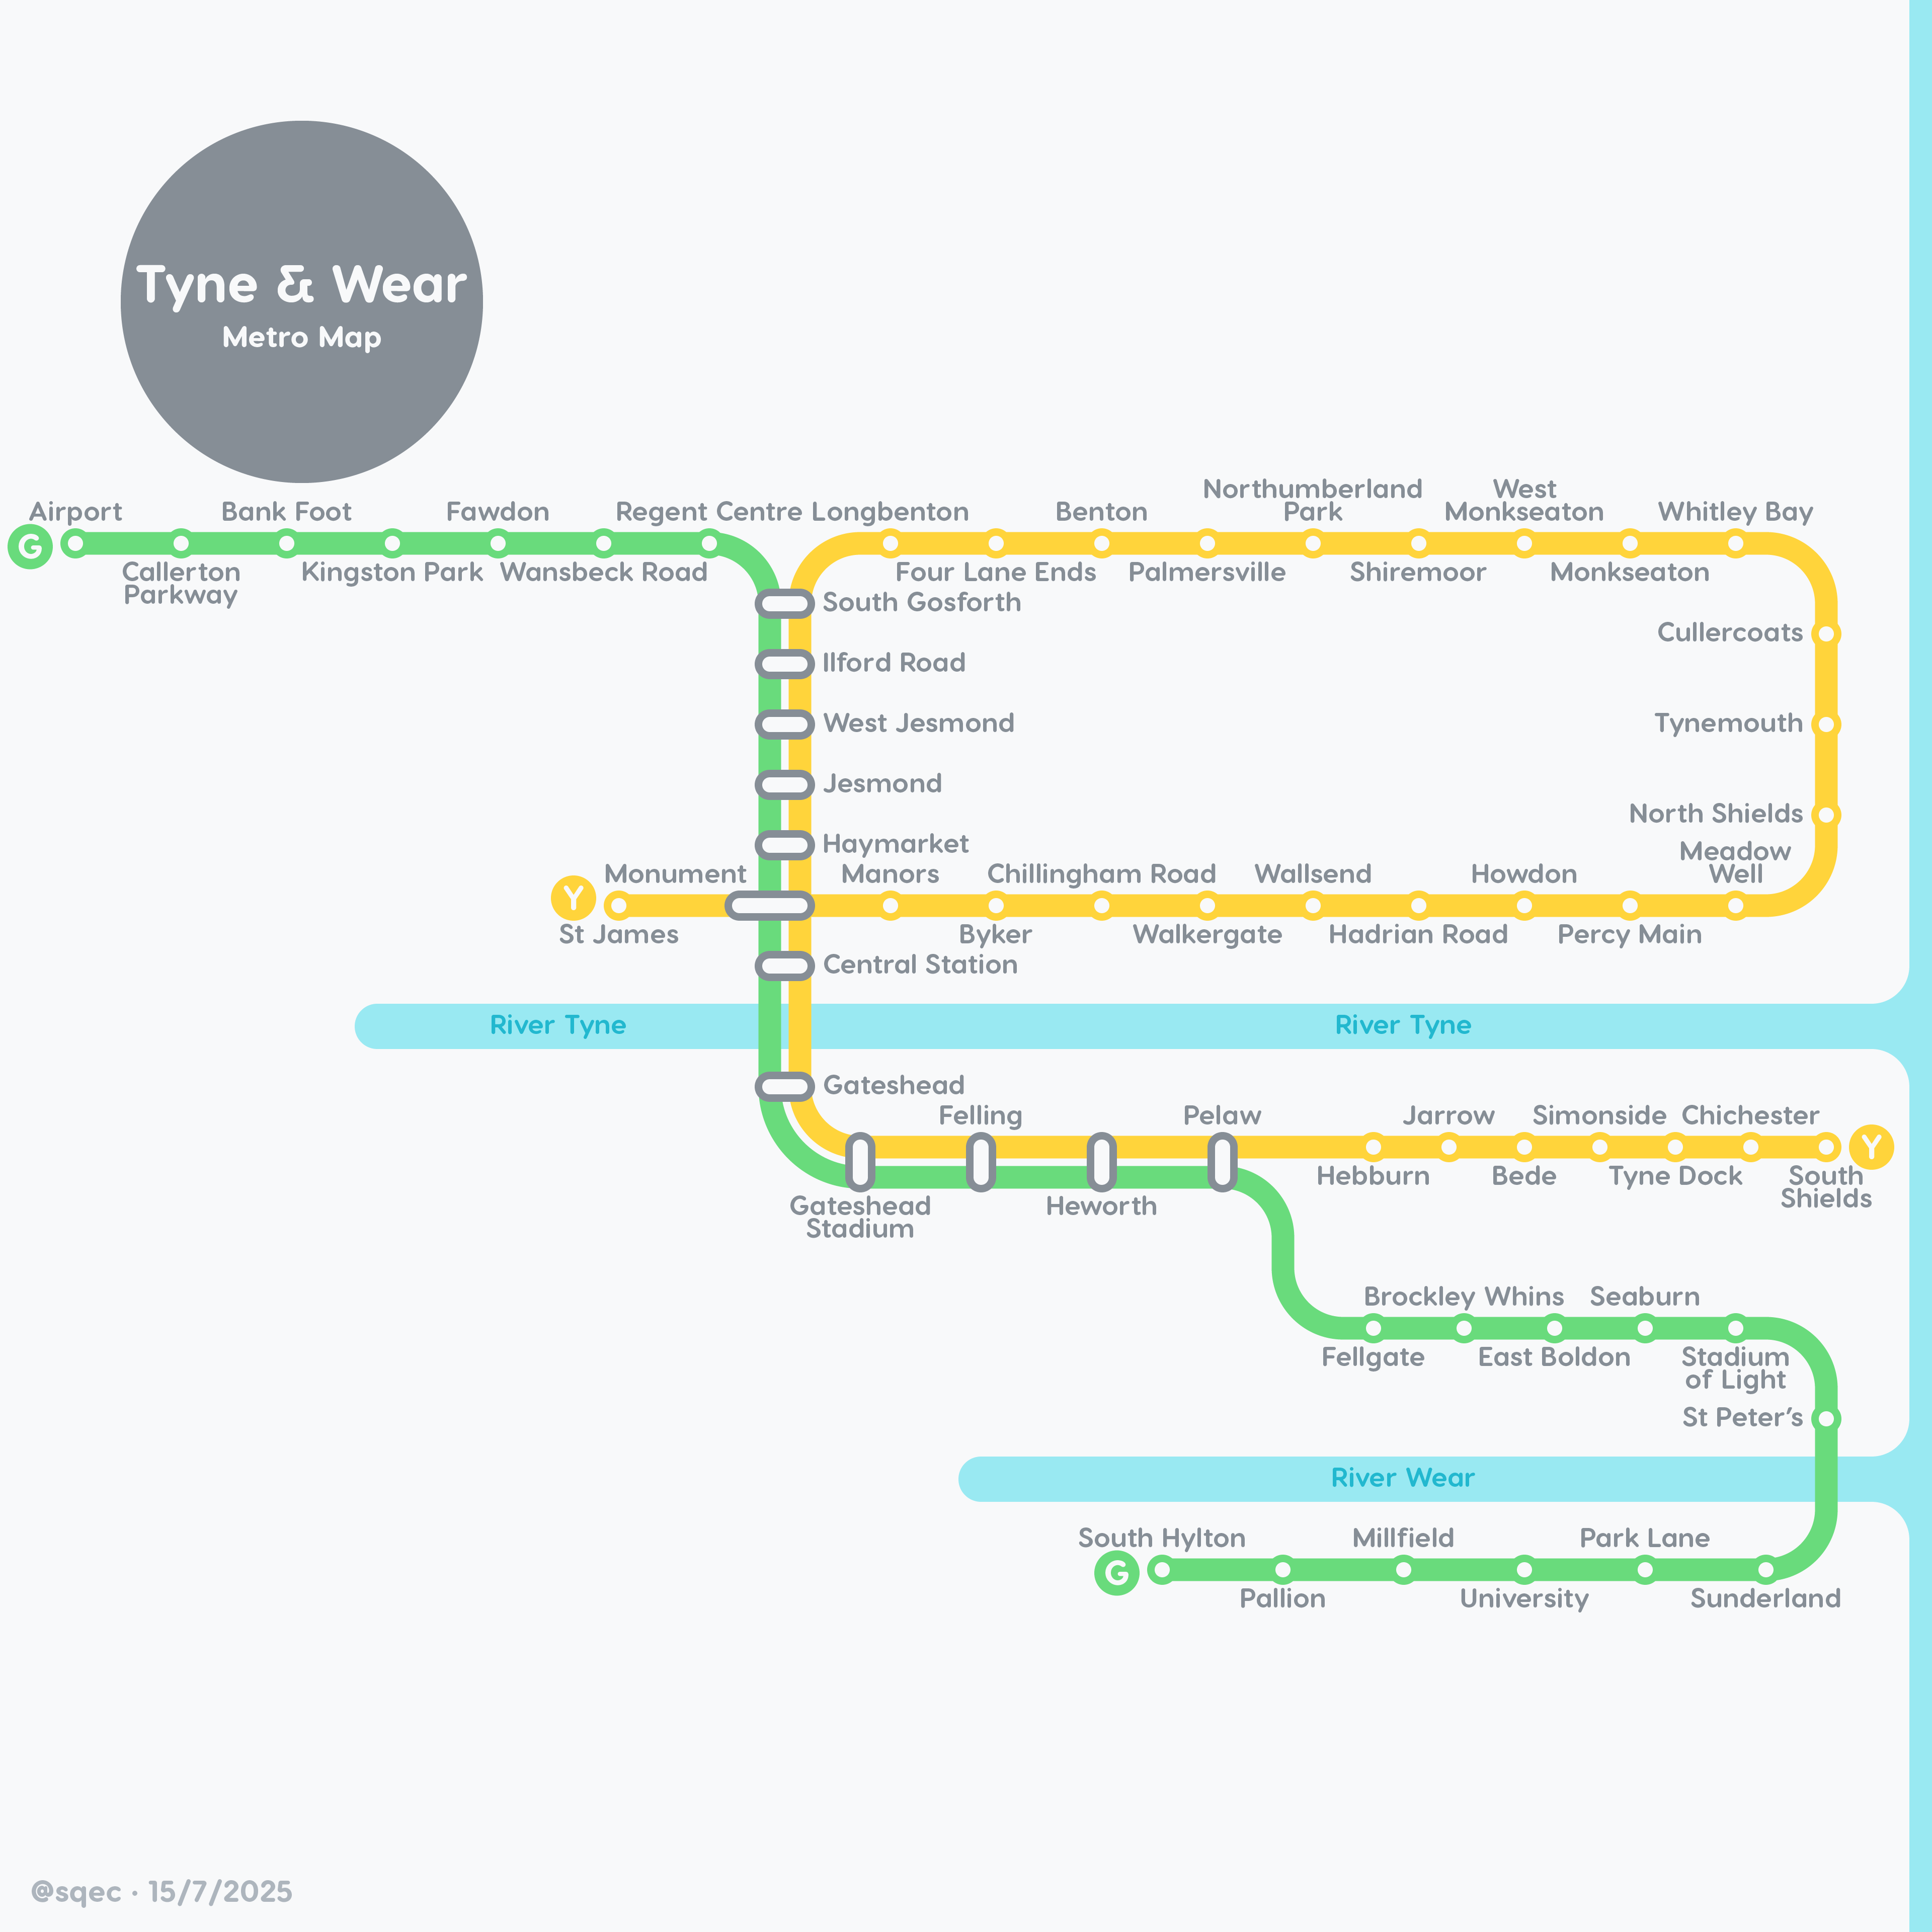 Tyne & Wear
Metro Map
Airport
Bank Foot
Fawdon
Regent Centre
Longbenton
Benton
Northumberland
Park
West
Monkseaton
Whitley Bay
G
Callerton
Parkway
Kingston Park
Wansbeck Road
Four Lane Ends
Palmersville
Shiremoor
Monkseaton
South Gosforth
Cullercoats
Ilford Road
West Jesmond
Tynemouth
Jesmond
North Shields
Haymarket
Meadow
Well
Monument
Manors
Chillingham Road
Wallsend
Howdon
Y
St James
Byker
Walkergate
Hadrian Road
Percy Main
Central Station
River Tyne
River Tyne
Gateshead
Felling
Pelaw
Jarrow
Simonside
Chichester
Y
Hebburn
Bede
Tyne Dock
South
Shields
Gateshead
Stadium
Heworth
Brockley Whins
Seaburn
Fellgate
East Boldon
Stadium
of Light
St Peter's
River Wear
South Hylton
Millfield
Park Lane
G
Pallion
University
Sunderland
@sqec · 15/7/2025